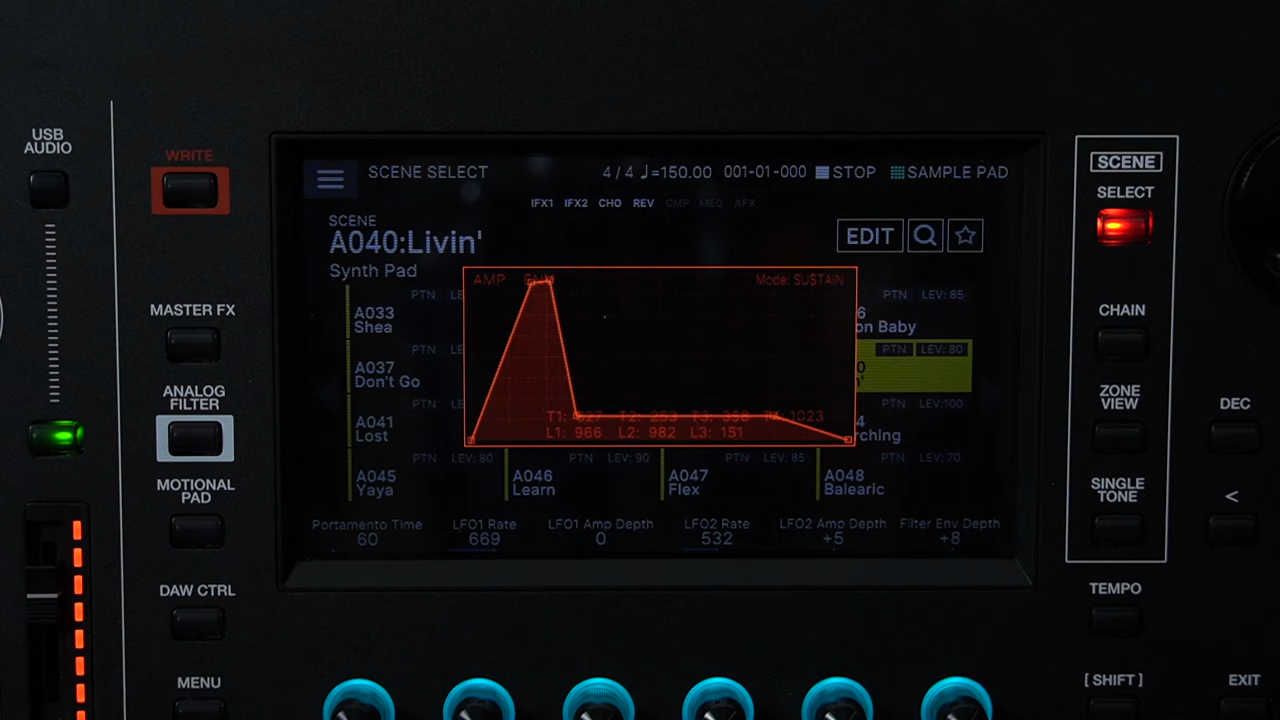 USB
AUDIO
WRITE
MASTER FX
ANALOG
FILTER
MOTIONAL
PAD
DAW CTRL
MENU
SCENE SELECT
4/4 ♩=150.00 001-01-000 STOP SAMPLE PAD
IFX1 IFX2 CHO REV CMP MEQ AFX
SCENE
A040:Livin'
EDIT
Synth Pad
AMP ENV Mode: SUSTAIN
T2: 253 T3: 358 1023
L1: 966 L2: 982 L3: 151
PTN
A033
Shea
PTN LEV: 85
on Baby
PTN
A037
Don't Go
PTN LEV: 80
PTN
A041
Lost
PTN LEV:100
rching
PTN LEV: 80
A045
Yaya
PTN LEV: 90
A046
Learn
PTN LEV: 85
A047
Flex
PTN LEV: 70
A048
Balearic
Portamento Time LFO1 Rate LFO1 Amp Depth LFO2 Rate LFO2 Amp Depth Filter Env Depth
60 669 0 532 +5 +8
SCENE
SELECT
CHAIN
ZONE
VIEW
SINGLE
TONE
TEMPO
[ SHIFT ]
DEC
<
EXIT